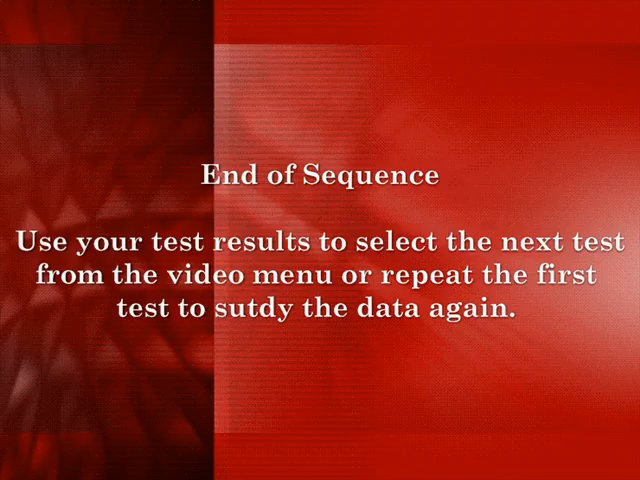 End of Sequence
Use your test results to select the next test
from the video menu or repeat the first
test to sutdy the data again.